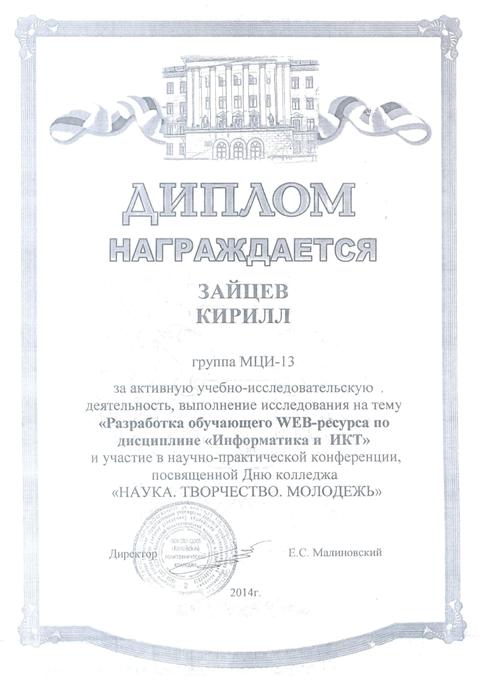 ДИПЛОМ
НАГРАЖДАЕТСЯ
ЗАЙЦЕВ
КИРИЛЛ
группа МЦИ-13
за активную учебно-исследовательскую
деятельность, выполнение исследования на тему
«Разработка обучающего WEB-ресурса по
дисциплине «Информатика и ИКТ»
и участие в научно-практической конференции,
посвященной Дню колледжа
«НАУКА. ТВОРЧЕСТВО. МОЛОДЕЖЬ»
Директор Е.С. Малиновский
2014г.